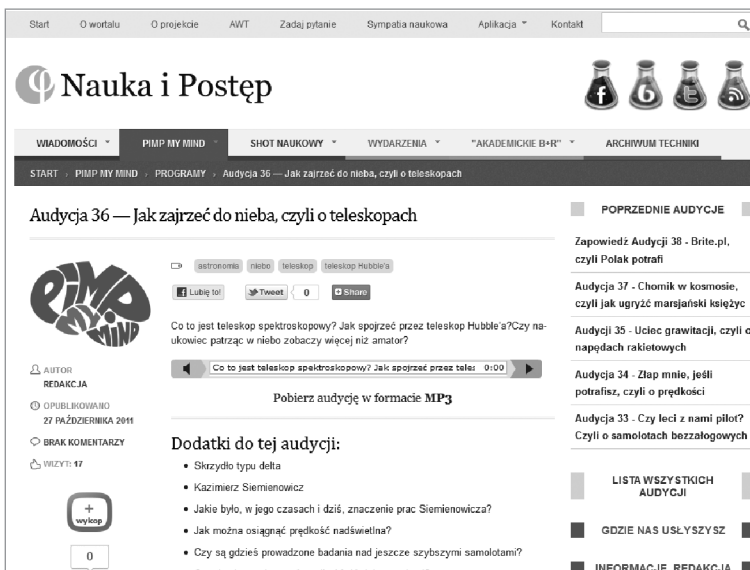 Start O wortalu O projekcie AWT Zadaj pytanie Sympatia naukowa Aplikacja Kontakt
φ Nauka i Postęp
f 6 t
WIADOMOŚCI PIMP MY MIND SHOT NAUKOWY WYDARZENIA "AKADEMICKIE B+R" ARCHIWUM TECHNIKI
START › PIMP MY MIND › PROGRAMY › Audycja 36 — Jak zajrzeć do nieba, czyli o teleskopach
Audycja 36 — Jak zajrzeć do nieba, czyli o teleskopach
PIMP
MY
MIND
AUTOR
REDAKCJA
OPUBLIKOWANO
27 PAŹDZIERNIKA 2011
BRAK KOMENTARZY
WIZYT: 17
+
wykop
0
astronomia niebo teleskop teleskop Hubble'a
Lubię to! Tweet 0 Share
Co to jest teleskop spektroskopowy? Jak spojrzeć przez teleskop Hubble'a?Czy na-
ukowiec patrząc w niebo zobaczy więcej niż amator?
Co to jest teleskop spektroskopowy? Jak spojrzeć przez teles 0:00
Pobierz audycję w formacie MP3
Dodatki do tej audycji:
• Skrzydło typu delta
• Kazimierz Siemienowicz
• Jakie było, w jego czasach i dziś, znaczenie prac Siemienowicza?
• Jak można osiągnąć prędkość nadświetlna?
• Czy są gdzieś prowadzone badania nad jeszcze szybszymi samolotami?
POPRZEDNIE AUDYCJE
Zapowiedź Audycji 38 - Brite.pl,
czyli Polak potrafi
Audycja 37 - Chomik w kosmosie,
czyli jak ugryźć marsjański księżyc
Audycji 35 - Uciec grawitacji, czyli o
napędach rakietowych
Audycja 34 - Złap mnie, jeśli
potrafisz, czyli o prędkości
Audycja 33 - Czy leci z nami pilot?
Czyli o samolotach bezzałogowych
LISTA WSZYSTKICH
AUDYCJI
GDZIE NAS USŁYSZYSZ
INFORMACJE, REDAKCJA